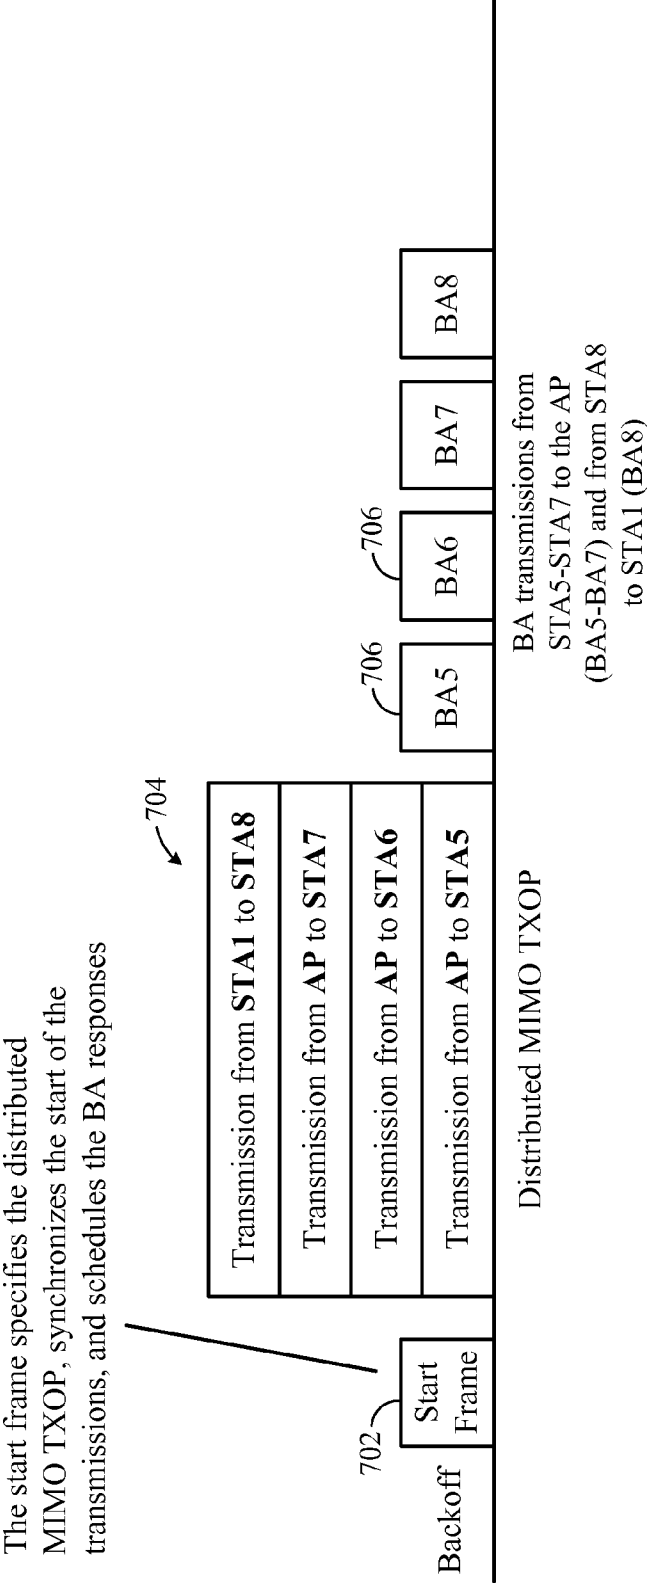 The start frame specifies the distributed
MIMO TXOP, synchronizes the start of the
transmissions, and schedules the BA responses
704
Transmission from STA1 to STA8
Transmission from AP to STA7
Transmission from AP to STA6
Transmission from AP to STA5
702
706
706
Backoff
Start
Frame
BA5
BA6
BA7
BA8
Distributed MIMO TXOP
BA transmissions from
STA5-STA7 to the AP
(BA5-BA7) and from STA8
to STA1 (BA8)